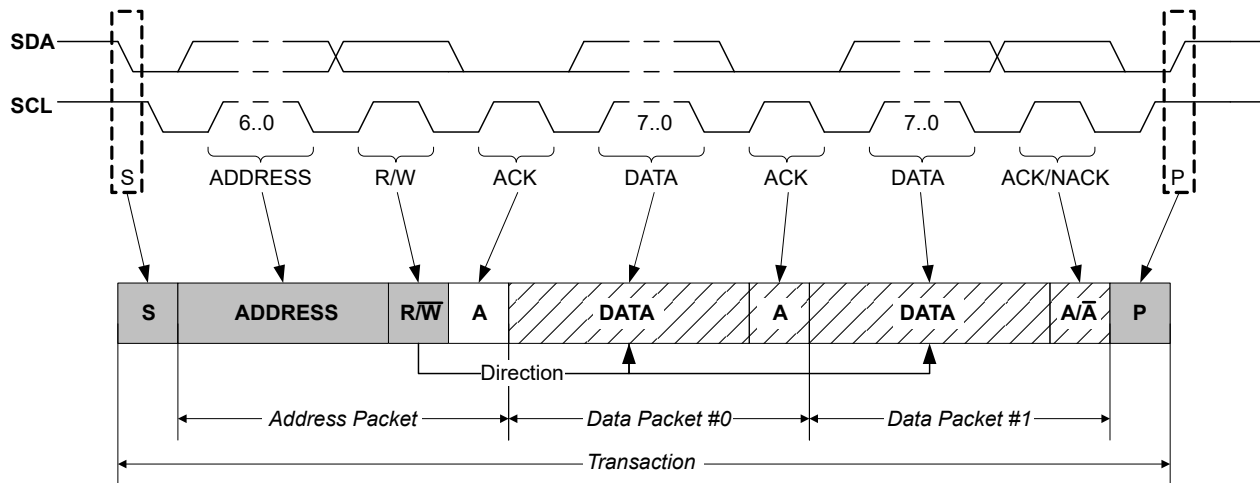 SDA
SCL
6..0 7..0 7..0
S ADDRESS R/W ACK DATA ACK DATA ACK/NACK P
S ADDRESS R/W̅ A DATA A DATA A/A̅ P
Direction
Address Packet Data Packet #0 Data Packet #1
Transaction